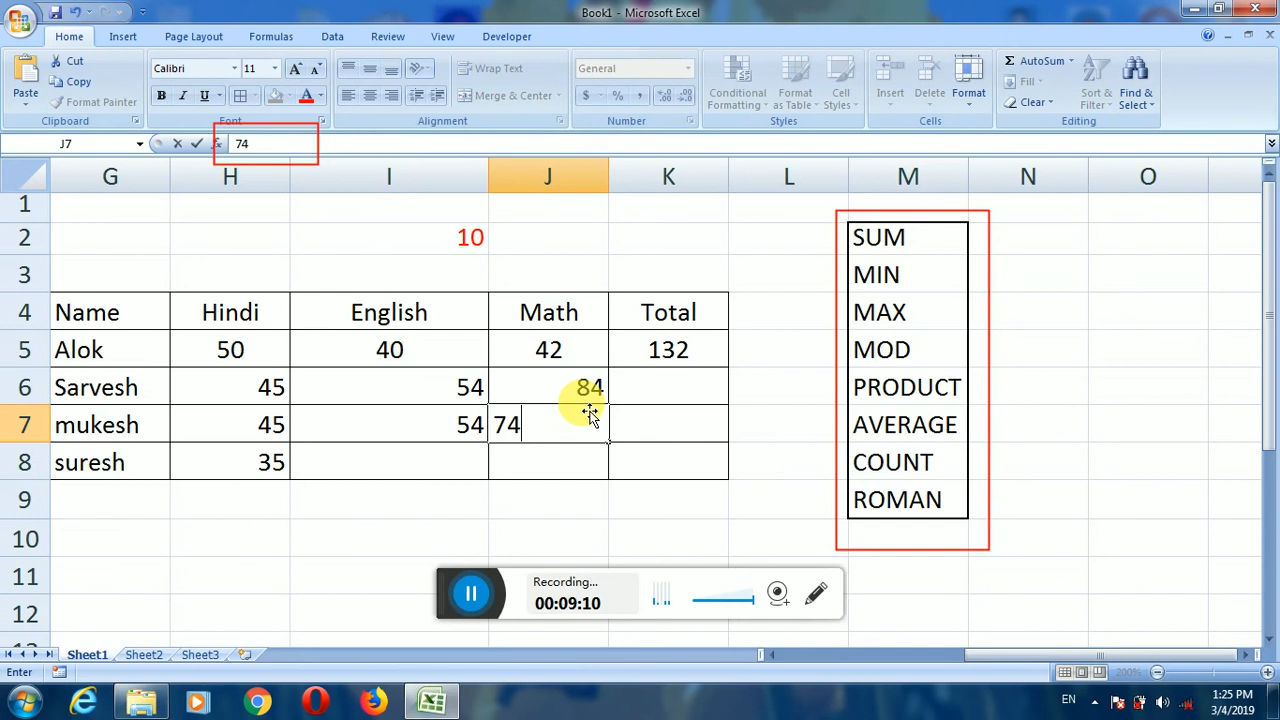 Book1 - Microsoft Excel
Home Insert Page Layout Formulas Data Review View Developer
Paste Cut Copy Format Painter
Calibri 11
B I U A
Wrap Text
Merge & Center
General
$ % ,
Conditional Formatting Format as Table Cell Styles
Insert Delete Format
Σ AutoSum Fill Clear
Sort & Filter Find & Select
Clipboard Font Alignment Number Styles Cells Editing
J7 fx 74
G H I J K L M N O
1
2 10 SUM
3 MIN
4 Name Hindi English Math Total MAX
5 Alok 50 40 42 132 MOD
6 Sarvesh 45 54 84 PRODUCT
7 mukesh 45 54 74 AVERAGE
8 suresh 35 COUNT
9 ROMAN
10
11
12
Recording...
00:09:10
Sheet1 Sheet2 Sheet3
Enter 200%
EN 1:25 PM
3/4/2019